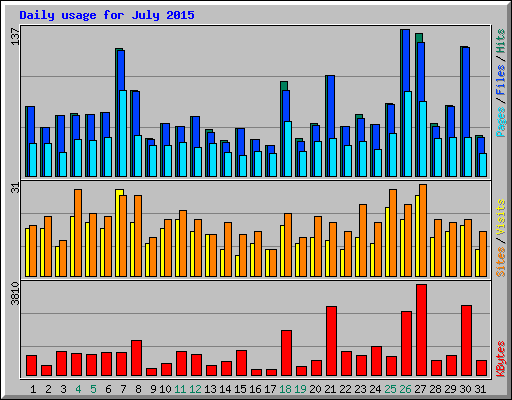 Daily usage for July 2015
137
Pages / Files / Hits
31
Sites / Visits
3810
KBytes
1 2 3 4 5 6 7 8 9 10 11 12 13 14 15 16 17 18 19 20 21 22 23 24 25 26 27 28 29 30 31